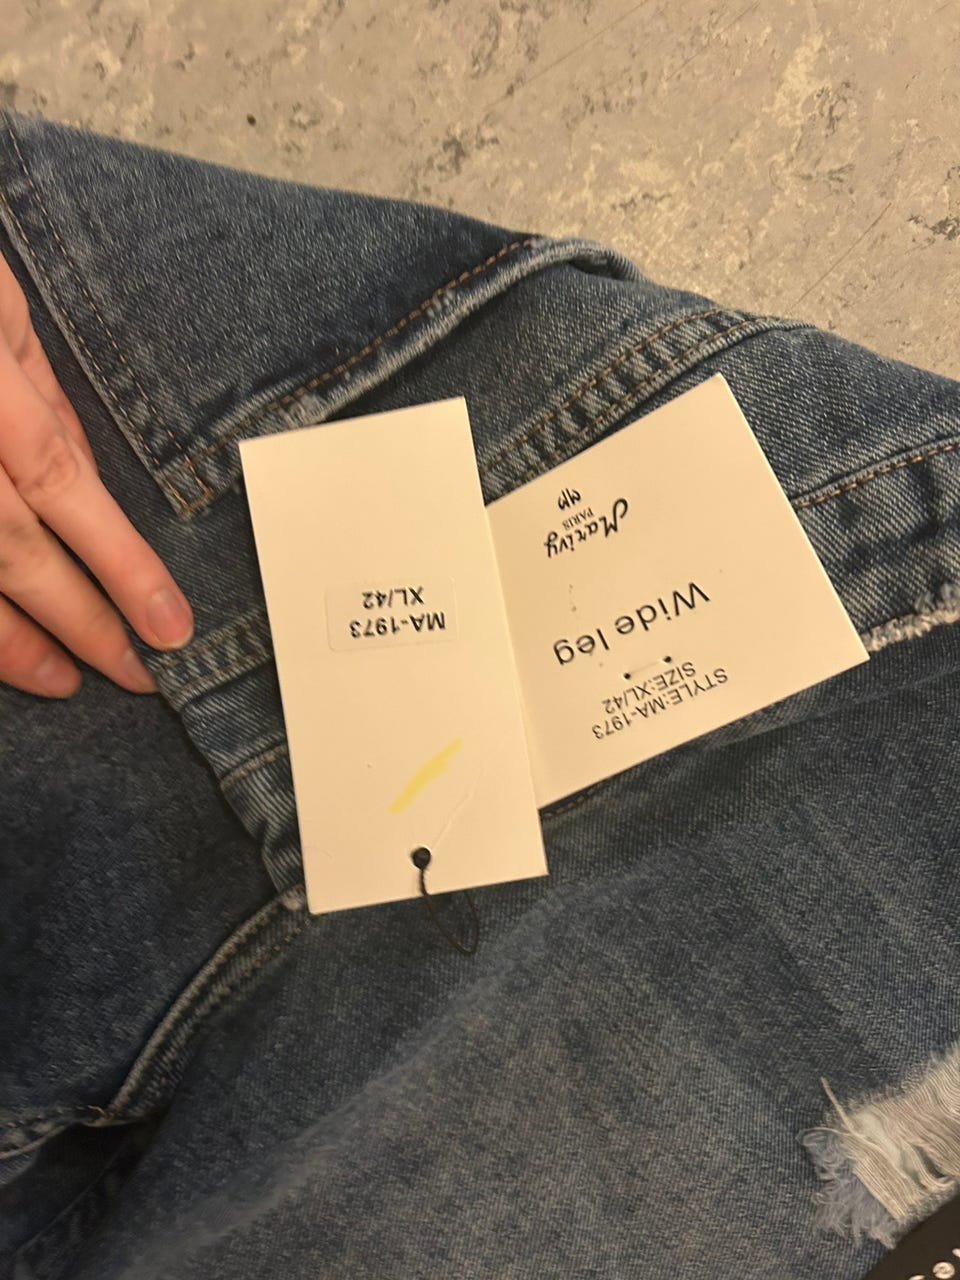 MA-1973
XL/42
Marivy
PARIS
Wide leg
STYLE:MA-1973
SIZE:XL/42